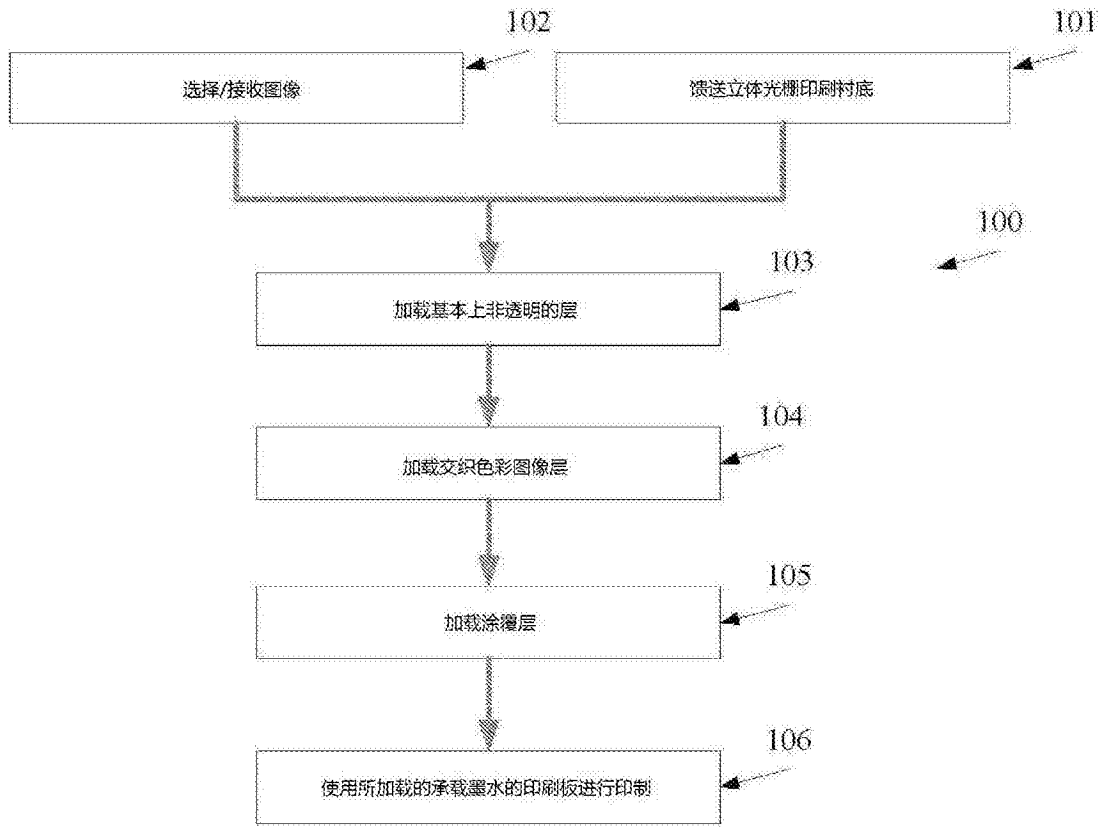 102
101
选择/接收图像
馈送立体光栅印刷衬底
100
103
加载基本上非透明的层
104
加载交织色彩图像层
105
加载涂覆层
106
使用所加载的承载墨水的印刷板进行印制